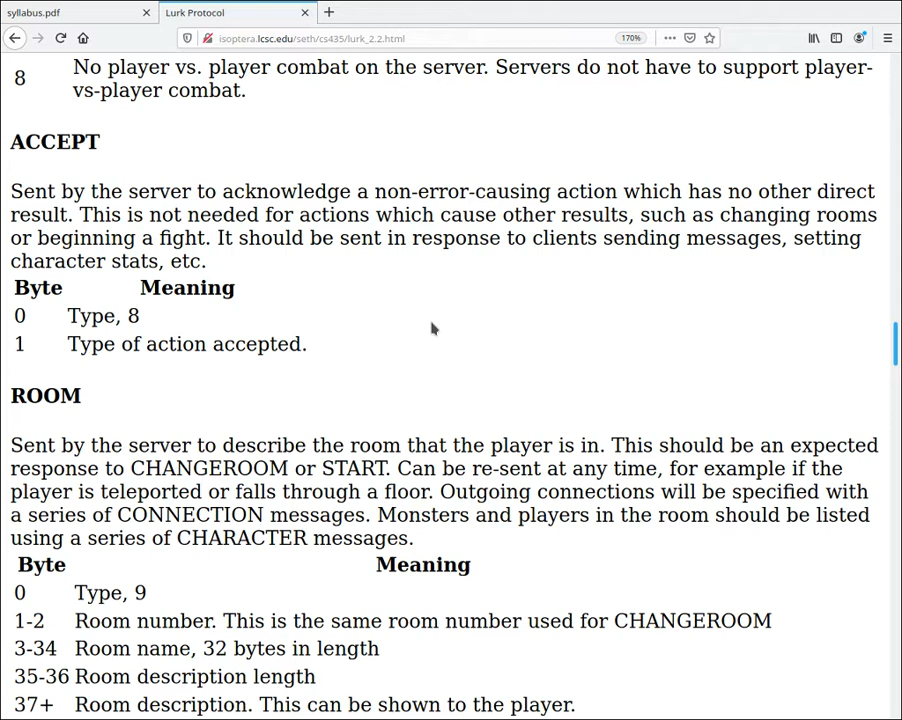 syllabus.pdf
Lurk Protocol
isoptera.lcsc.edu/seth/cs435/lurk_2.2.html
170%
8 No player vs. player combat on the server. Servers do not have to support player-
vs-player combat.
ACCEPT
Sent by the server to acknowledge a non-error-causing action which has no other direct
result. This is not needed for actions which cause other results, such as changing rooms
or beginning a fight. It should be sent in response to clients sending messages, setting
character stats, etc.
Byte Meaning
0 Type, 8
1 Type of action accepted.
ROOM
Sent by the server to describe the room that the player is in. This should be an expected
response to CHANGEROOM or START. Can be re-sent at any time, for example if the
player is teleported or falls through a floor. Outgoing connections will be specified with
a series of CONNECTION messages. Monsters and players in the room should be listed
using a series of CHARACTER messages.
Byte Meaning
0 Type, 9
1-2 Room number. This is the same room number used for CHANGEROOM
3-34 Room name, 32 bytes in length
35-36 Room description length
37+ Room description. This can be shown to the player.